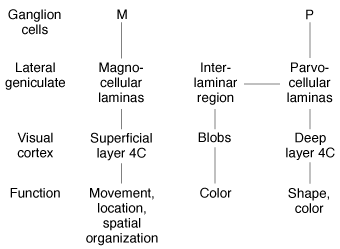 Ganglion cells M P
Lateral geniculate Magno- cellular laminas Inter- laminar region Parvo- cellular laminas
Visual cortex Superficial layer 4C Blobs Deep layer 4C
Function Movement, location, spatial organization Color Shape, color